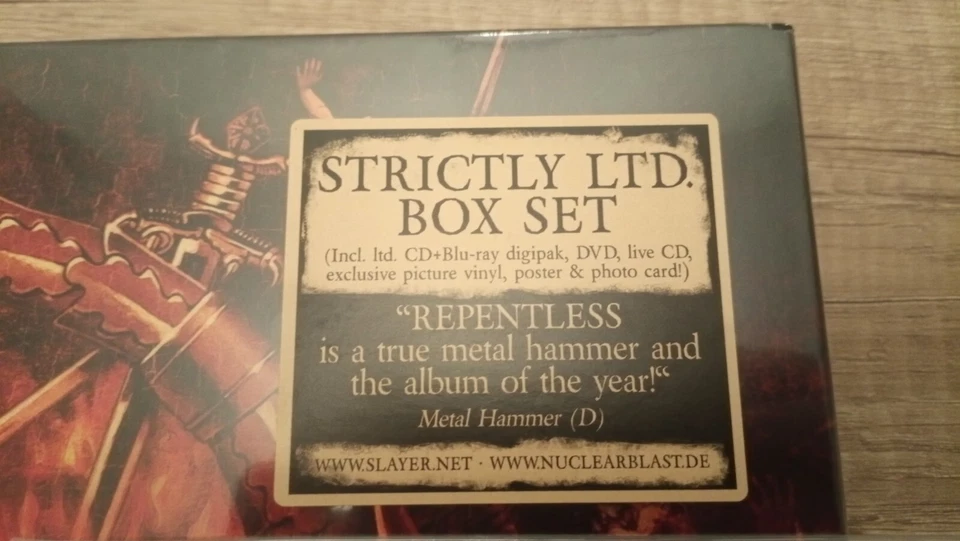 STRICTLY LTD.
BOX SET
(Incl. ltd. CD+Blu-ray digipak, DVD, live CD,
exclusive picture vinyl, poster & photo card!)
“REPENTLESS
is a true metal hammer and
the album of the year!“
Metal Hammer (D)
WWW.SLAYER.NET · WWW.NUCLEARBLAST.DE